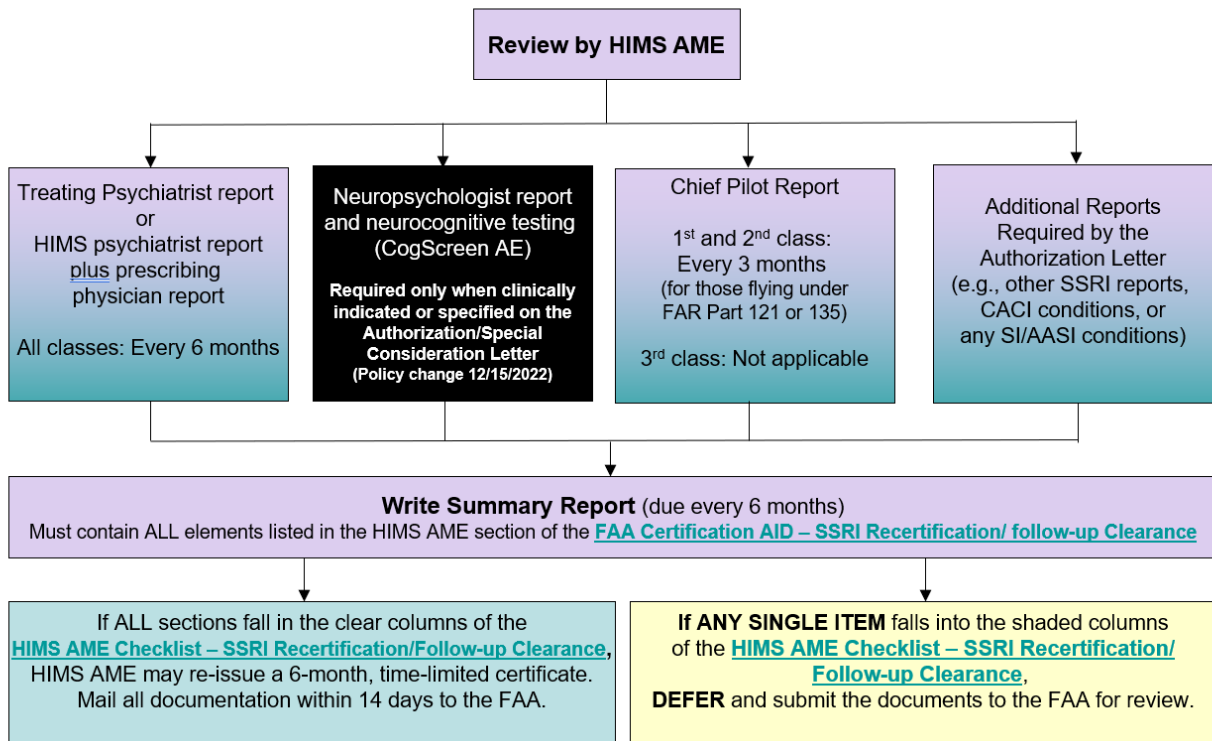 Review by HIMS AME
Treating Psychiatrist report
or
HIMS psychiatrist report
plus prescribing
physician report
All classes: Every 6 months
Neuropsychologist report
and neurocognitive testing
(CogScreen AE)
Required only when clinically
indicated or specified on the
Authorization/Special
Consideration Letter
(Policy change 12/15/2022)
Chief Pilot Report
1st and 2nd class:
Every 3 months
(for those flying under
FAR Part 121 or 135)
3rd class: Not applicable
Additional Reports
Required by the
Authorization Letter
(e.g., other SSRI reports,
CACI conditions, or
any SI/AASI conditions)
Write Summary Report (due every 6 months)
Must contain ALL elements listed in the HIMS AME section of the FAA Certification AID – SSRI Recertification/ follow-up Clearance
If ALL sections fall in the clear columns of the
HIMS AME Checklist – SSRI Recertification/Follow-up Clearance,
HIMS AME may re-issue a 6-month, time-limited certificate.
Mail all documentation within 14 days to the FAA.
If ANY SINGLE ITEM falls into the shaded columns
of the HIMS AME Checklist – SSRI Recertification/
Follow-up Clearance,
DEFER and submit the documents to the FAA for review.